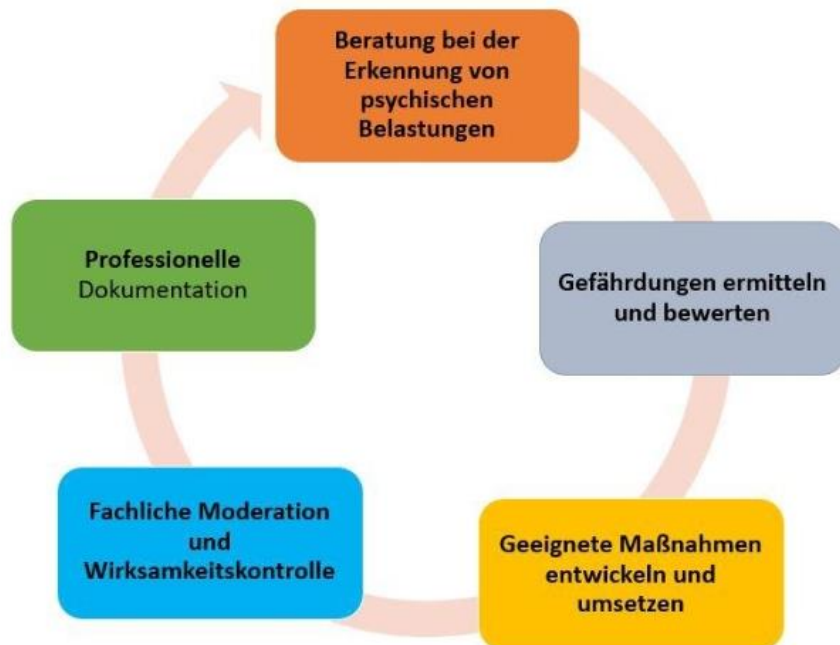 Beratung bei der
Erkennung von
psychischen
Belastungen
Gefährdungen ermitteln
und bewerten
Geeignete Maßnahmen
entwickeln und
umsetzen
Fachliche Moderation
und
Wirksamkeitskontrolle
Professionelle
Dokumentation